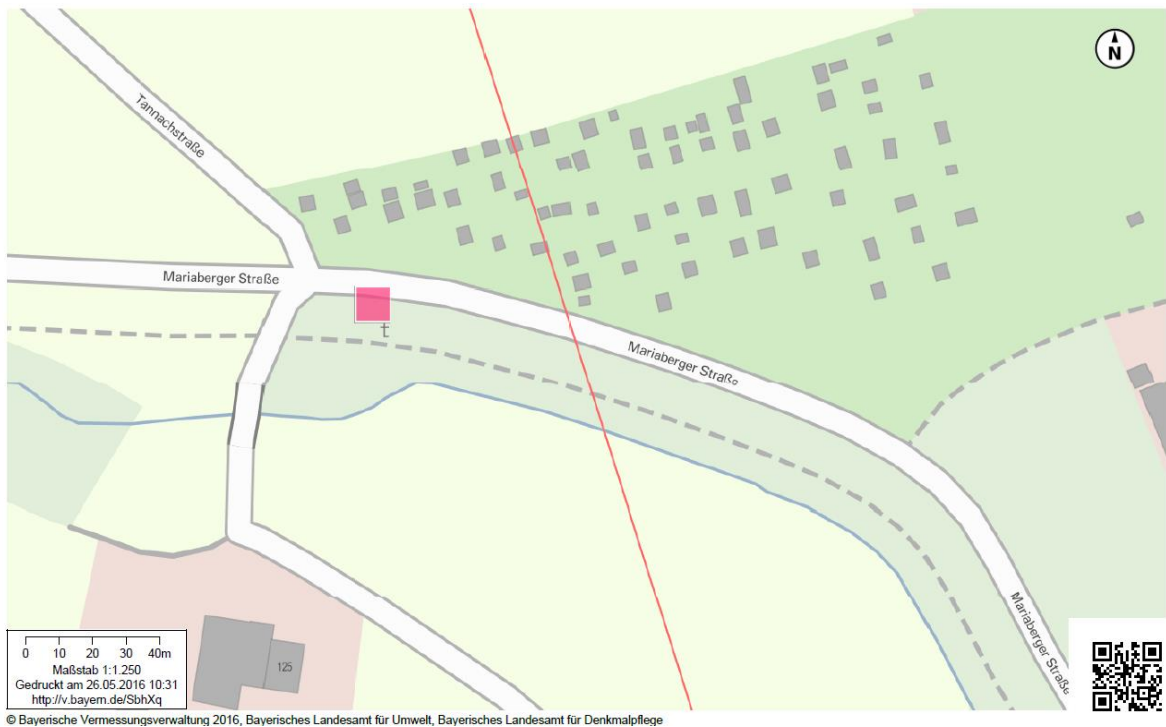 N
Tannachstraße
Mariaberger Straße
t
Mariaberger Straße
Mariaberger Straße
125
0 10 20 30 40m
Maßstab 1:1.250
Gedruckt am 26.05.2016 10:31
http://v.bayern.de/SbhXq
© Bayerische Vermessungsverwaltung 2016, Bayerisches Landesamt für Umwelt, Bayerisches Landesamt für Denkmalpflege